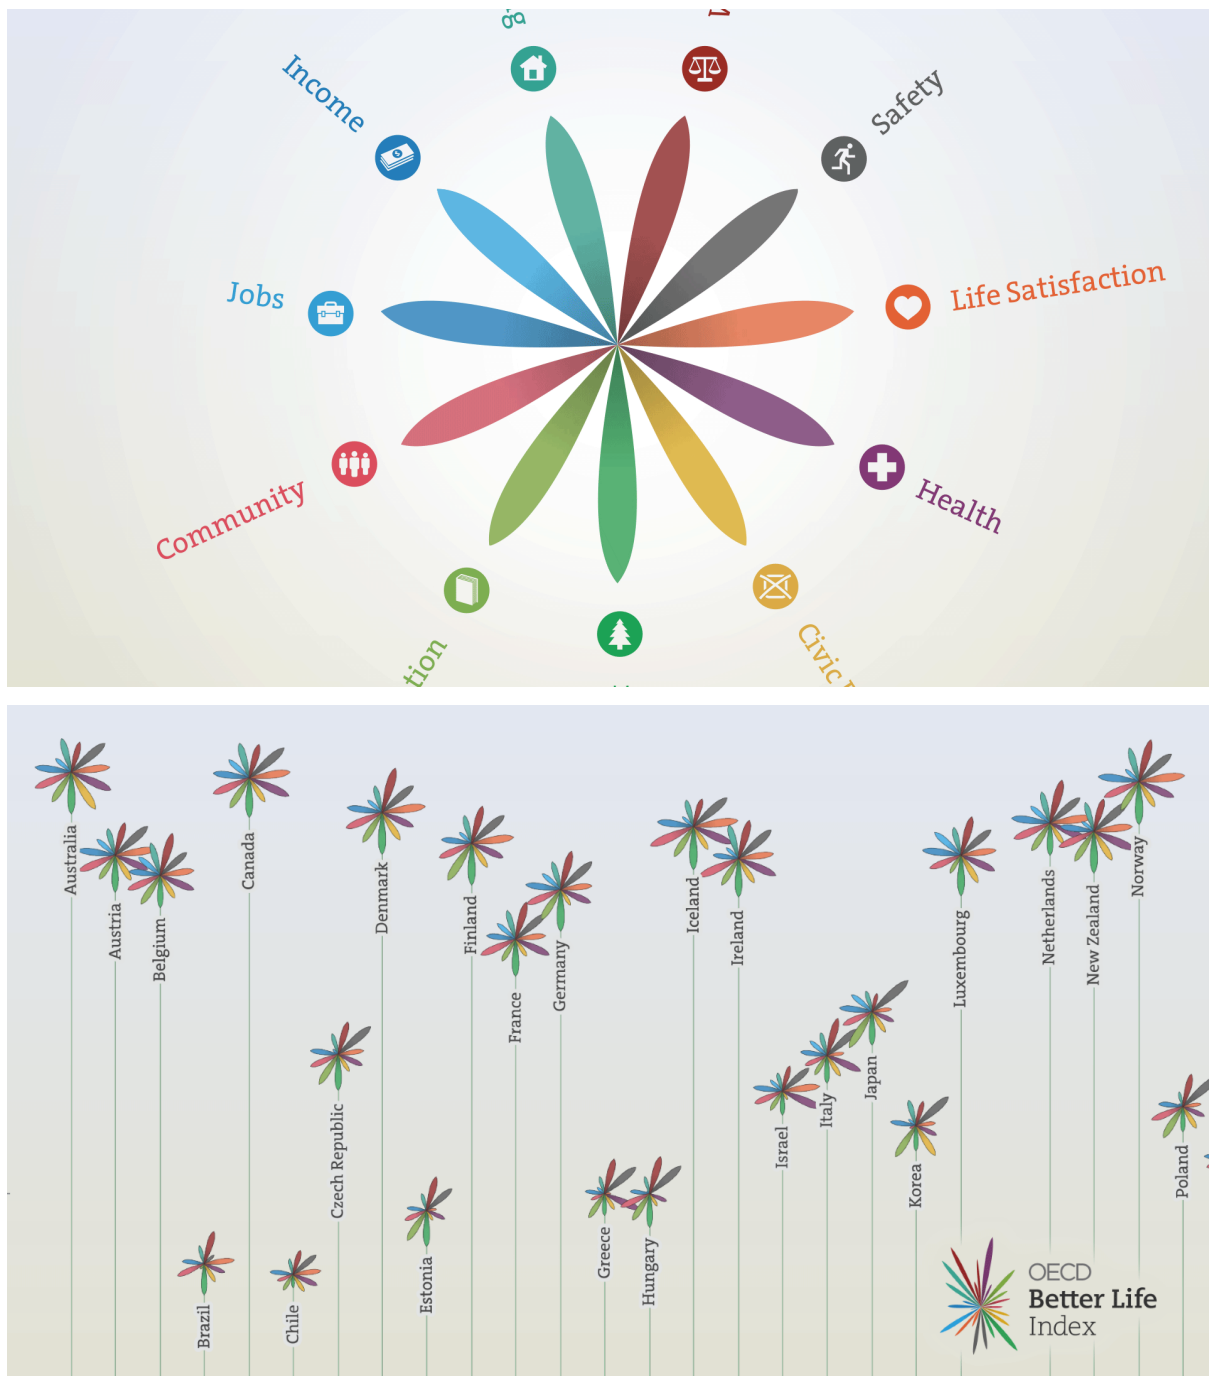 Income
Safety
Jobs
Life Satisfaction
Community
Health
Civic
Australia
Austria
Belgium
Brazil
Canada
Chile
Czech Republic
Denmark
Estonia
Finland
France
Germany
Greece
Hungary
Iceland
Ireland
Israel
Italy
Japan
Korea
Luxembourg
Netherlands
New Zealand
Norway
Poland
OECD
Better Life
Index